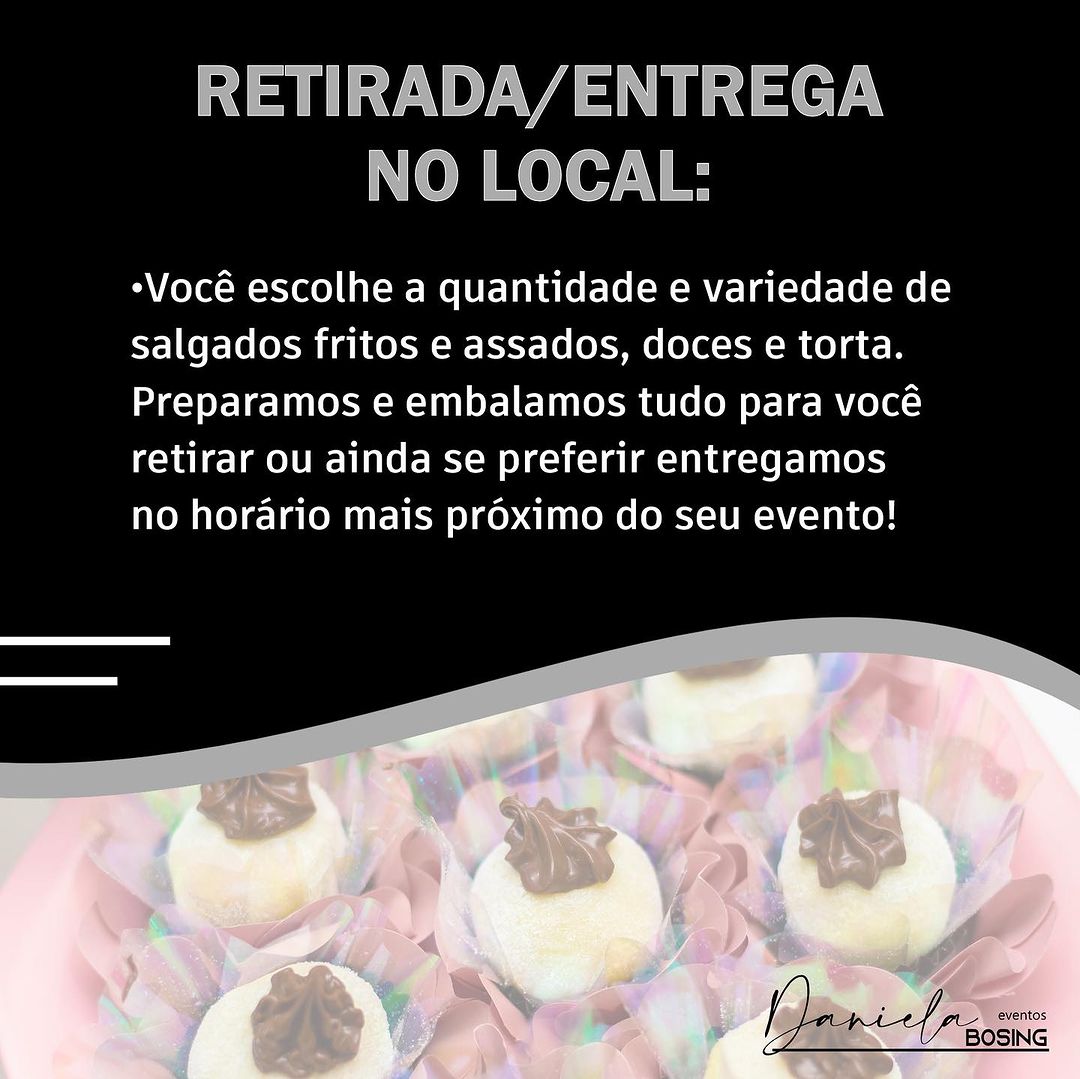 RETIRADA/ENTREGA
NO LOCAL:
•Você escolhe a quantidade e variedade de
salgados fritos e assados, doces e torta.
Preparamos e embalamos tudo para você
retirar ou ainda se preferir entregamos
no horário mais próximo do seu evento!
Daniela eventos
BOSING